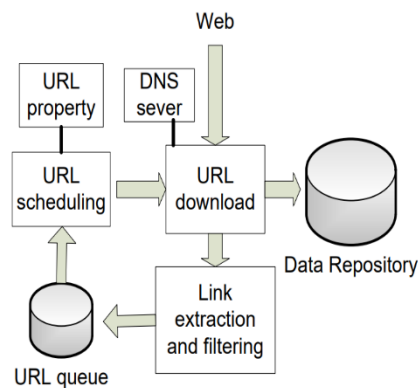 Web
URL
property
DNS
sever
URL
scheduling
URL
download
Data Repository
Link
extraction
and filtering
URL queue